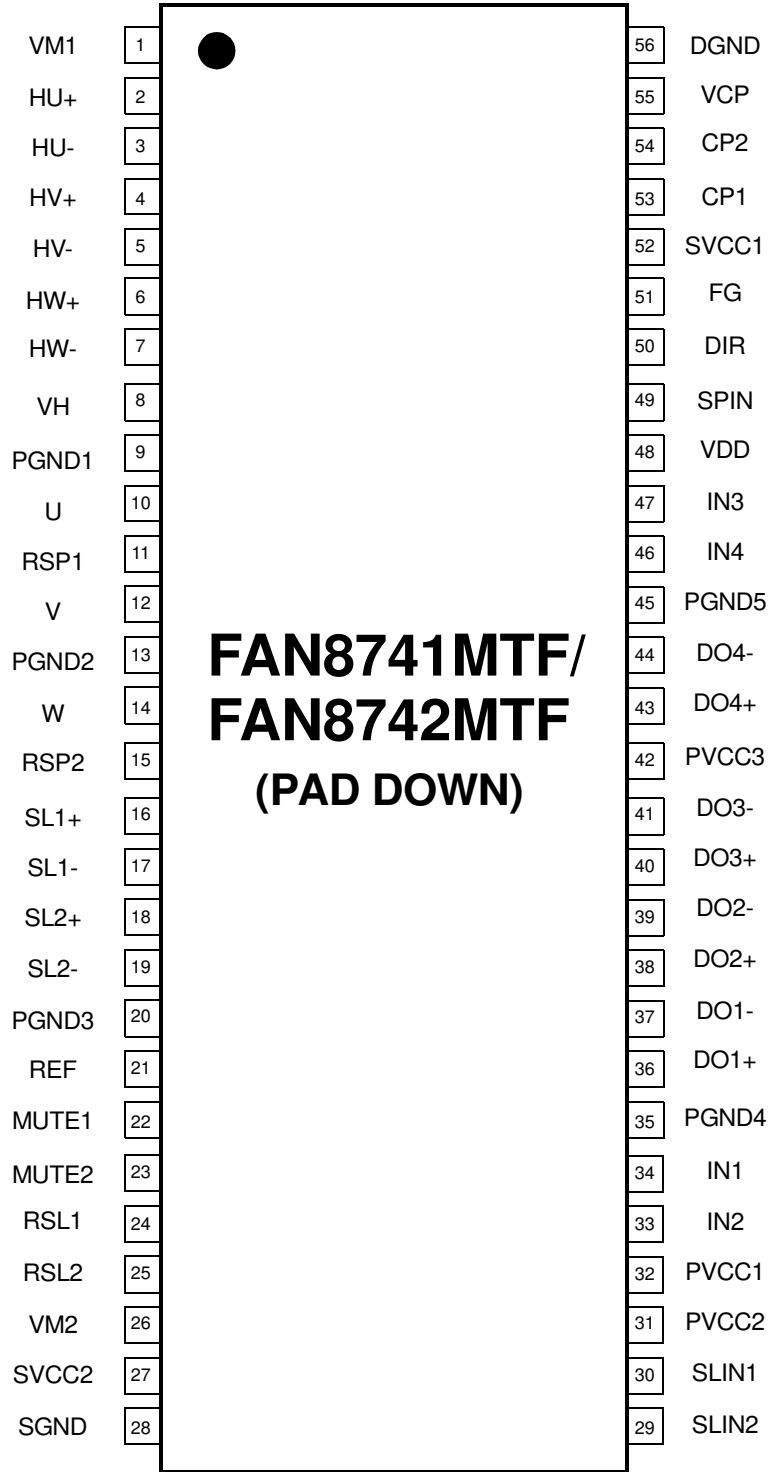 VM1 1 56 DGND
HU+ 2 55 VCP
HU- 3 54 CP2
HV+ 4 53 CP1
HV- 5 52 SVCC1
HW+ 6 51 FG
HW- 7 50 DIR
VH 8 49 SPIN
PGND1 9 48 VDD
U 10 47 IN3
RSP1 11 46 IN4
V 12 45 PGND5
PGND2 13 FAN8741MTF/ 44 DO4-
W 14 FAN8742MTF 43 DO4+
RSP2 15 (PAD DOWN) 42 PVCC3
SL1+ 16 41 DO3-
SL1- 17 40 DO3+
SL2+ 18 39 DO2-
SL2- 19 38 DO2+
PGND3 20 37 DO1-
REF 21 36 DO1+
MUTE1 22 35 PGND4
MUTE2 23 34 IN1
RSL1 24 33 IN2
RSL2 25 32 PVCC1
VM2 26 31 PVCC2
SVCC2 27 30 SLIN1
SGND 28 29 SLIN2